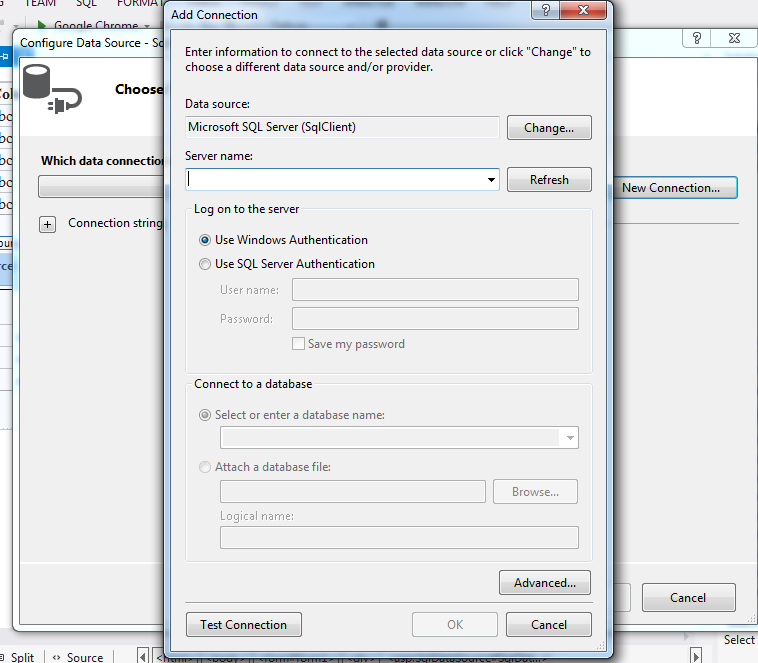 TEAM SQL FORMA
Google Chrome
Add Connection
Configure Data Source - Sq
Enter information to connect to the selected data source or click "Change" to
choose a different data source and/or provider.
Choose
Data source:
Microsoft SQL Server (SqlClient)
Change...
Which data connection
Server name:
Refresh
New Connection...
Connection string
Log on to the server
Use Windows Authentication
Use SQL Server Authentication
User name:
Password:
Save my password
Connect to a database
Select or enter a database name:
Attach a database file:
Browse...
Logical name:
Advanced...
Cancel
Test Connection
OK
Cancel
Select
Split
Source
<html> <body>